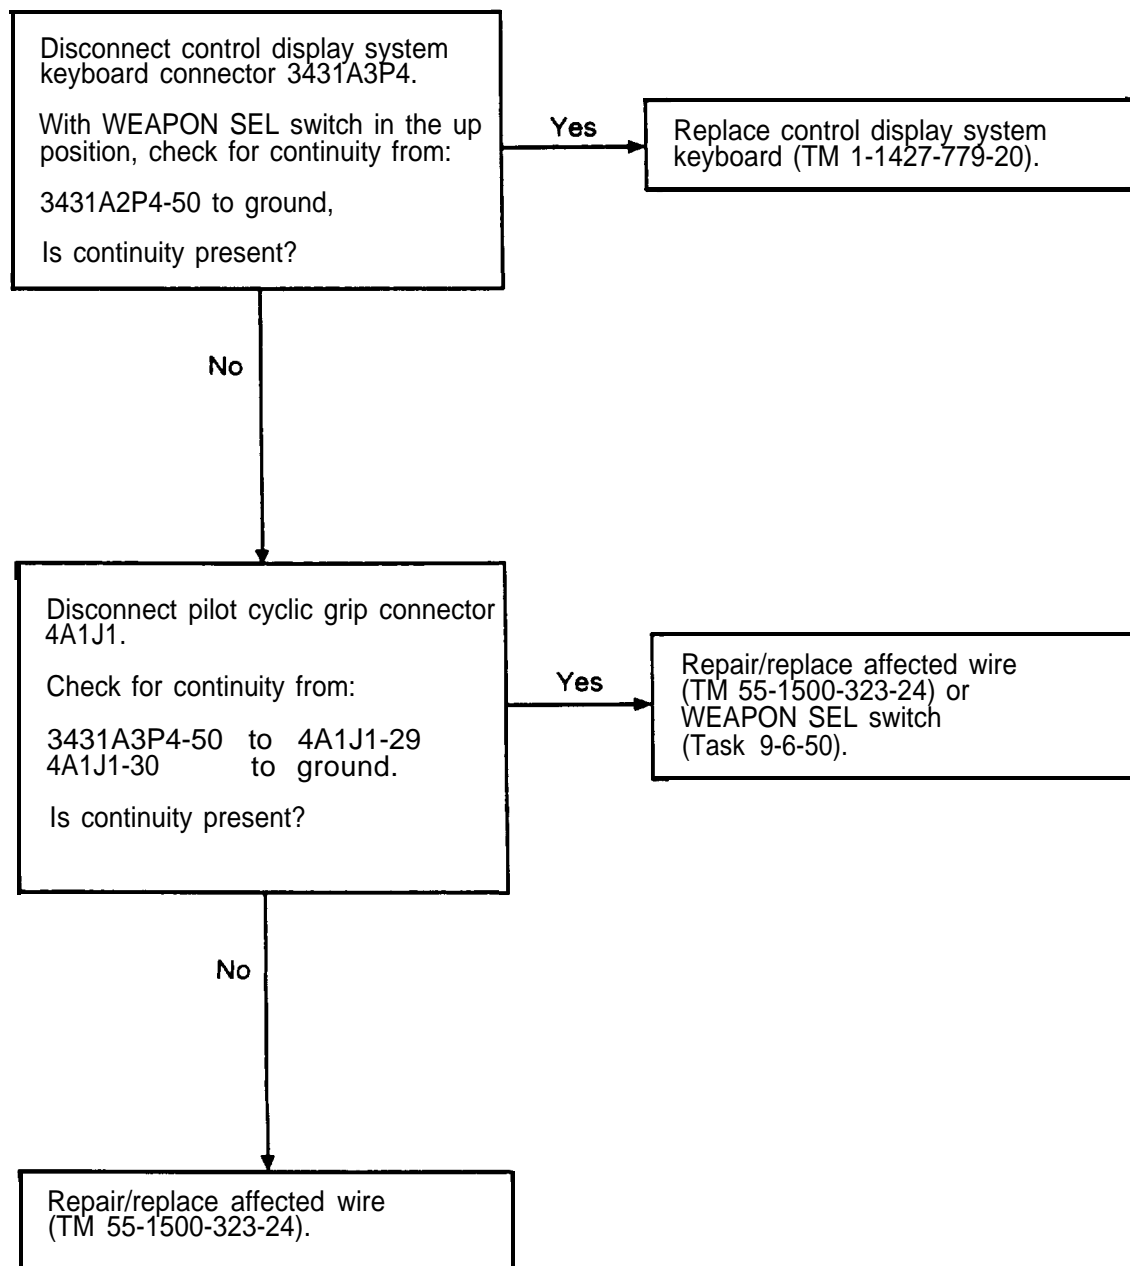 Disconnect control display system
keyboard connector 3431A3P4.
With WEAPON SEL switch in the up
position, check for continuity from:
3431A2P4-50 to ground,
Is continuity present?
Yes
Replace control display system
keyboard (TM 1-1427-779-20).
No
Disconnect pilot cyclic grip connector
4A1J1.
Check for continuity from:
3431A3P4-50 to 4A1J1-29
4A1J1-30 to ground.
Is continuity present?
Yes
Repair/replace affected wire
(TM 55-1500-323-24) or
WEAPON SEL switch
(Task 9-6-50).
No
Repair/replace affected wire
(TM 55-1500-323-24).